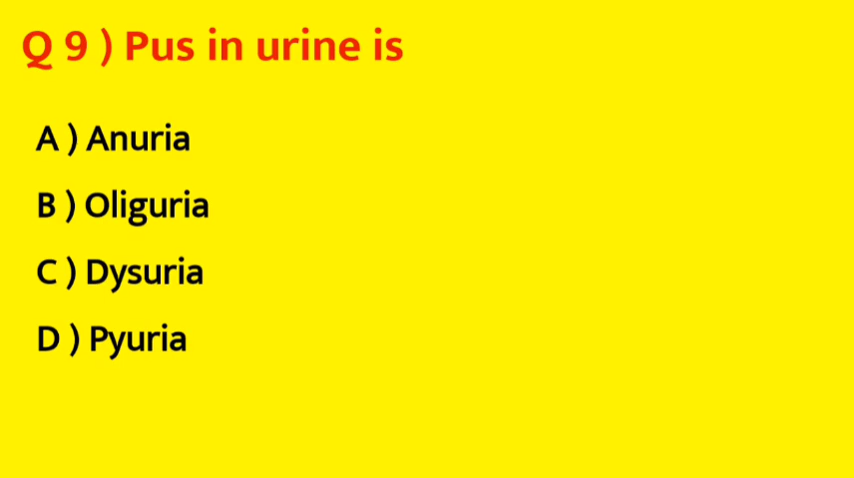 Q 9 ) Pus in urine is
A ) Anuria
B ) Oliguria
C ) Dysuria
D ) Pyuria